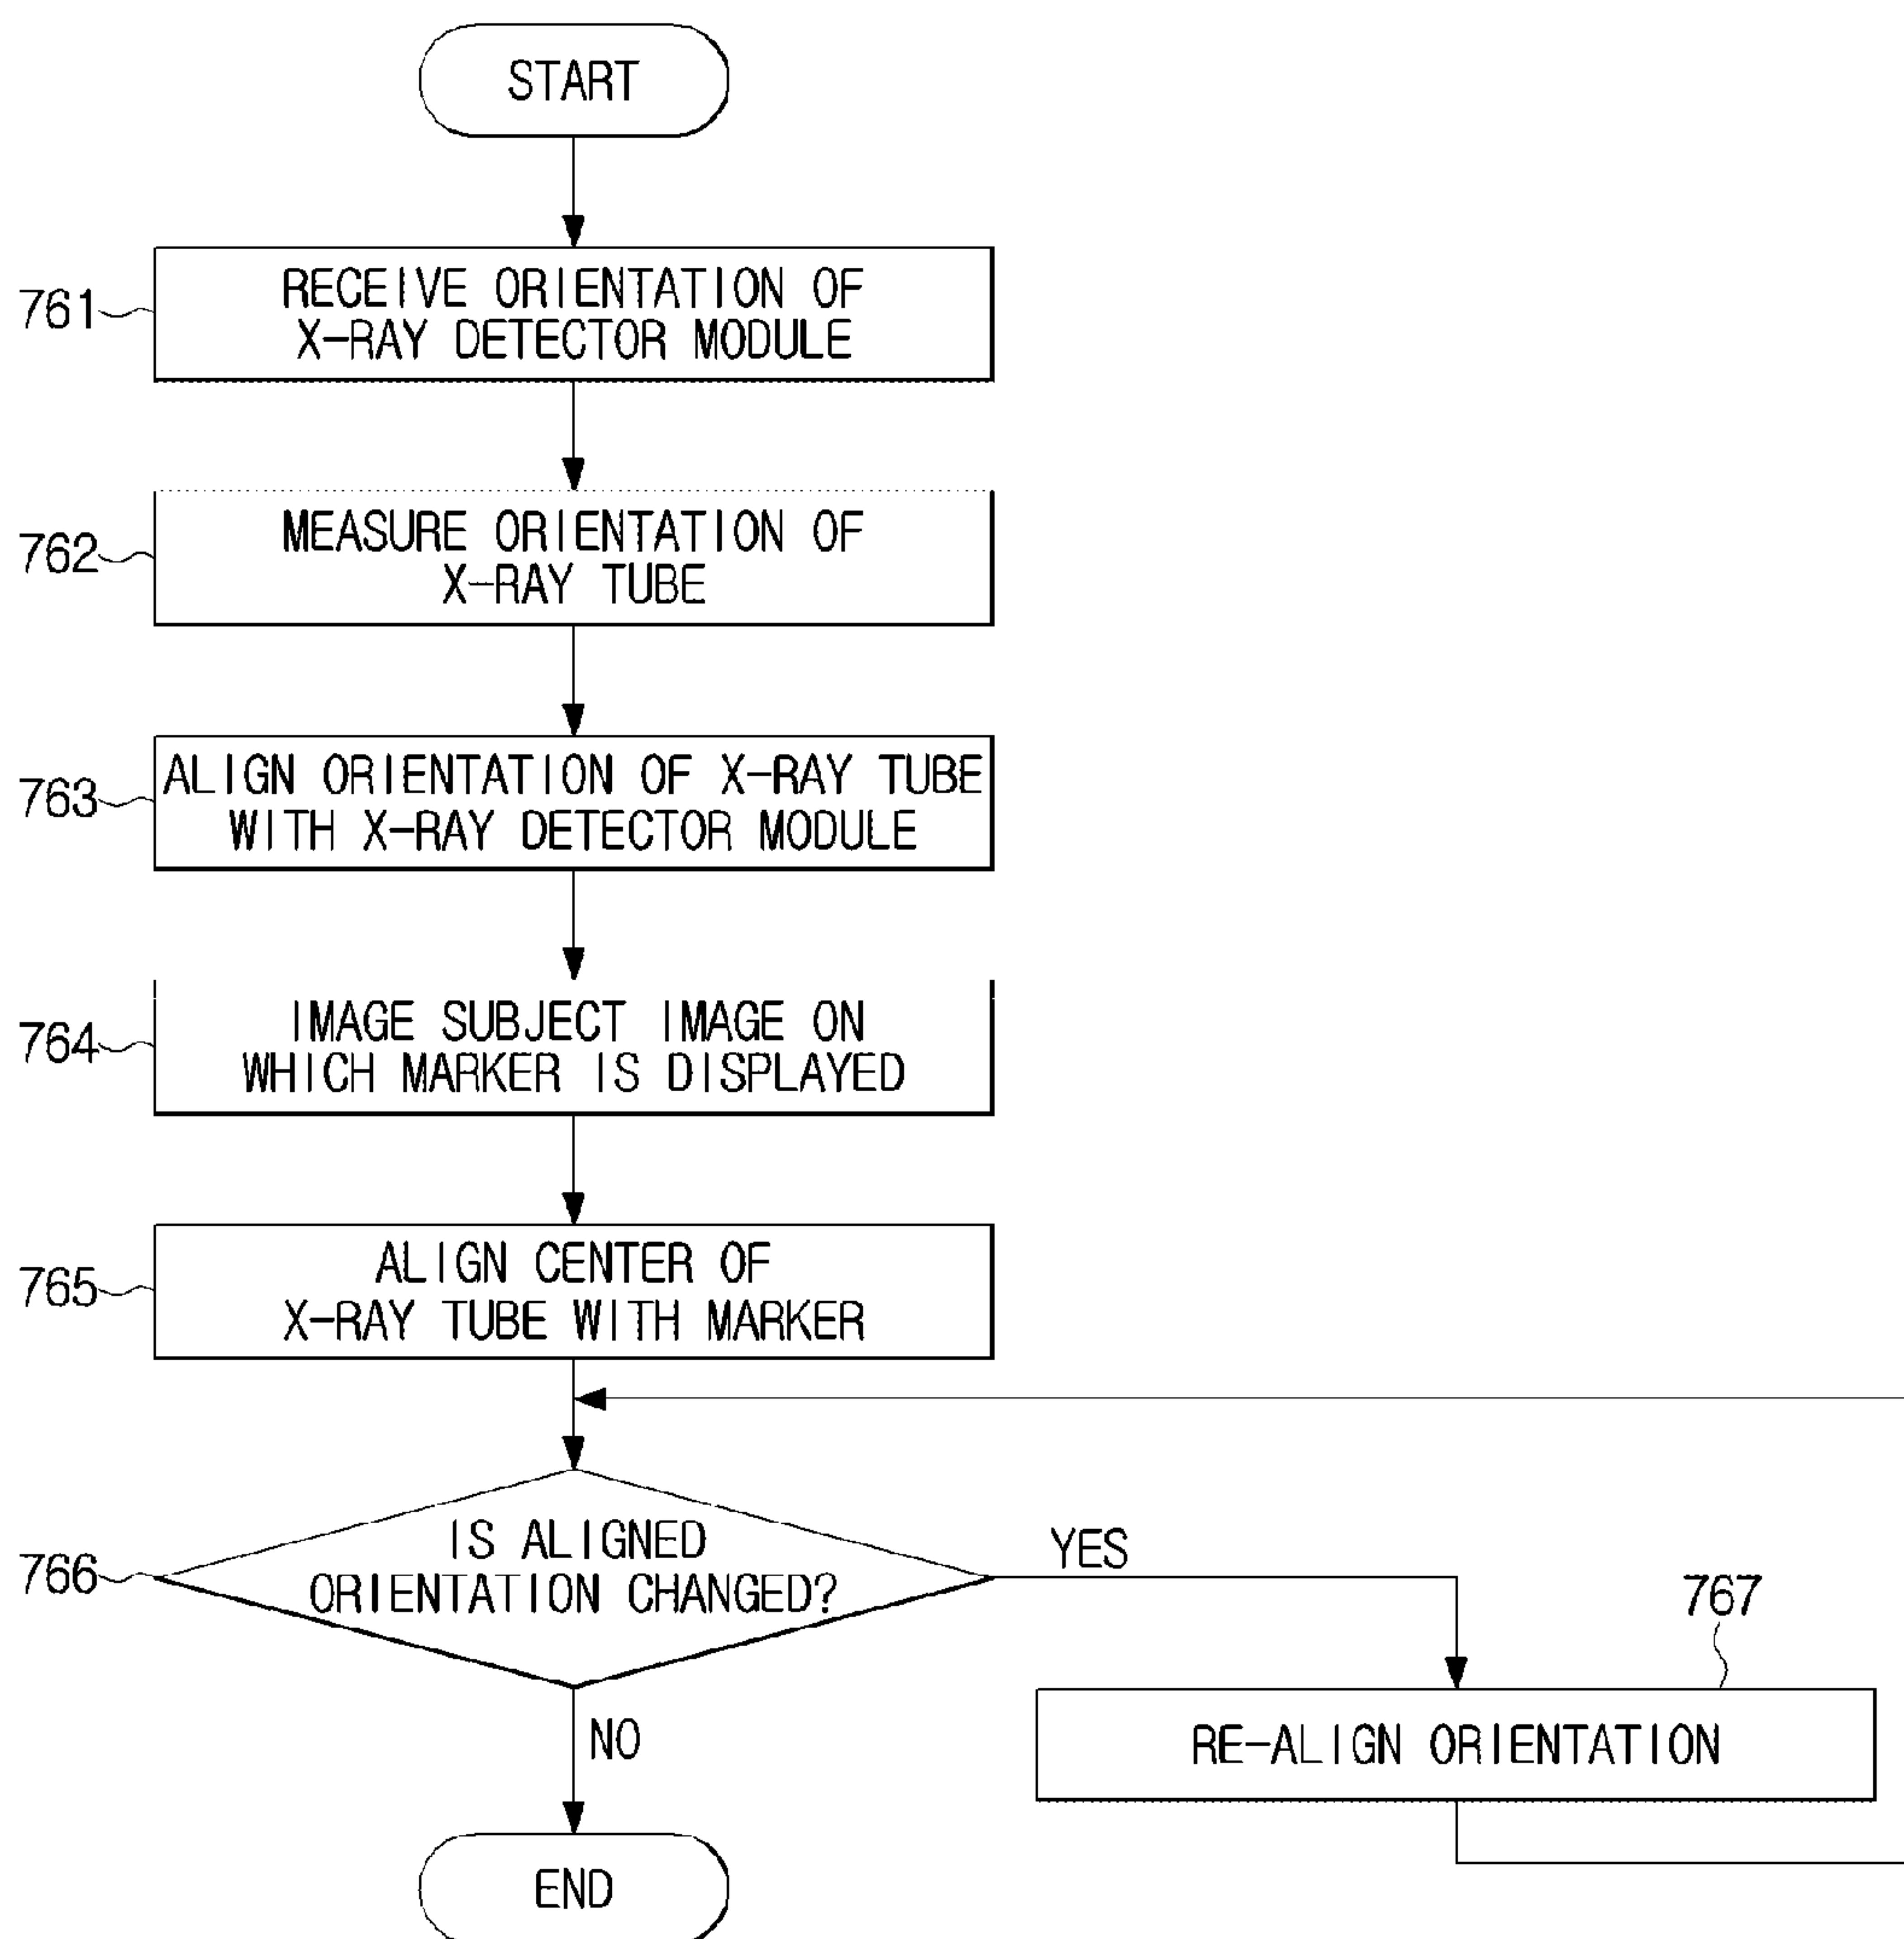 START
761
RECEIVE ORIENTATION OF
X-RAY DETECTOR MODULE
762
MEASURE ORIENTATION OF
X-RAY TUBE
763
ALIGN ORIENTATION OF X-RAY TUBE
WITH X-RAY DETECTOR MODULE
764
IMAGE SUBJECT IMAGE ON
WHICH MARKER IS DISPLAYED
765
ALIGN CENTER OF
X-RAY TUBE WITH MARKER
766
IS ALIGNED
ORIENTATION CHANGED?
YES
767
RE-ALIGN ORIENTATION
NO
END